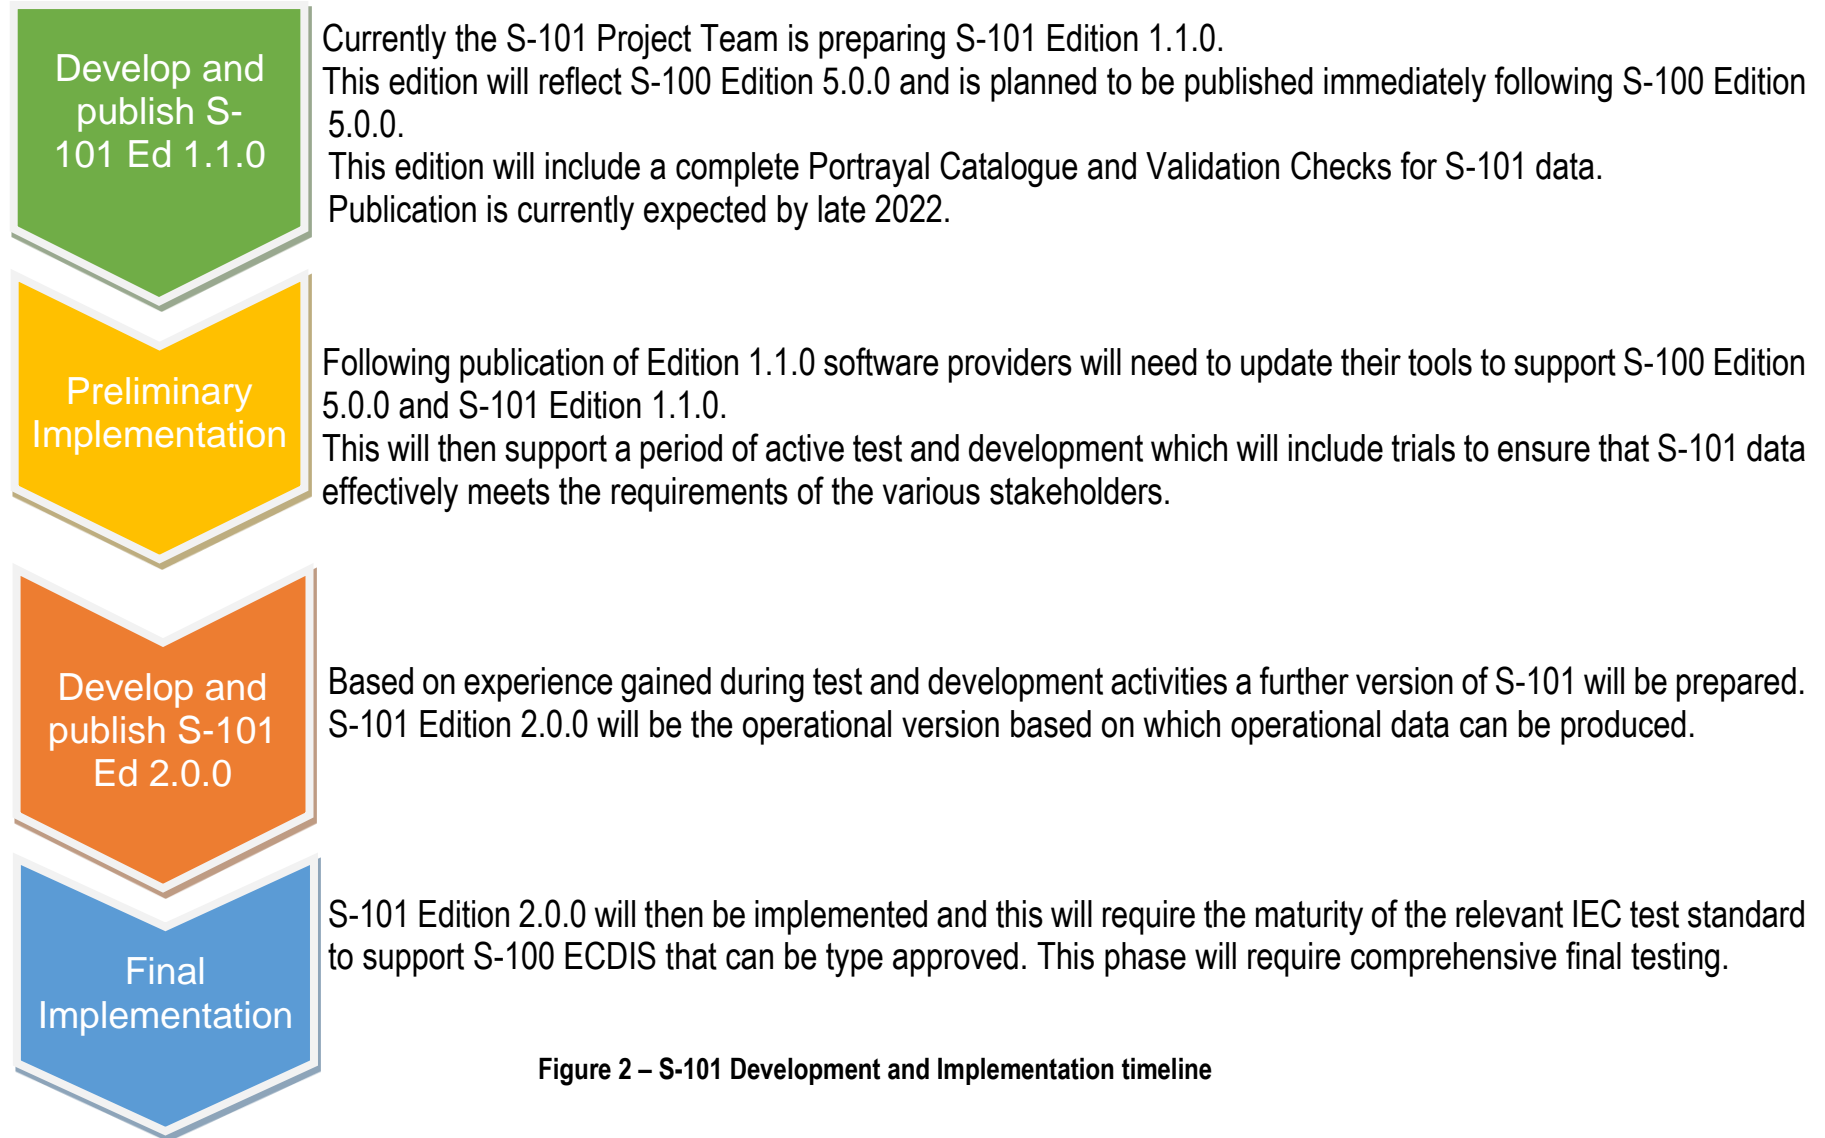 Develop and
publish S-
101 Ed 1.1.0
Currently the S-101 Project Team is preparing S-101 Edition 1.1.0.
This edition will reflect S-100 Edition 5.0.0 and is planned to be published immediately following S-100 Edition
5.0.0.
This edition will include a complete Portrayal Catalogue and Validation Checks for S-101 data.
Publication is currently expected by late 2022.
Preliminary
Implementation
Following publication of Edition 1.1.0 software providers will need to update their tools to support S-100 Edition
5.0.0 and S-101 Edition 1.1.0.
This will then support a period of active test and development which will include trials to ensure that S-101 data
effectively meets the requirements of the various stakeholders.
Develop and
publish S-101
Ed 2.0.0
Based on experience gained during test and development activities a further version of S-101 will be prepared.
S-101 Edition 2.0.0 will be the operational version based on which operational data can be produced.
Final
Implementation
S-101 Edition 2.0.0 will then be implemented and this will require the maturity of the relevant IEC test standard
to support S-100 ECDIS that can be type approved. This phase will require comprehensive final testing.
Figure 2 – S-101 Development and Implementation timeline